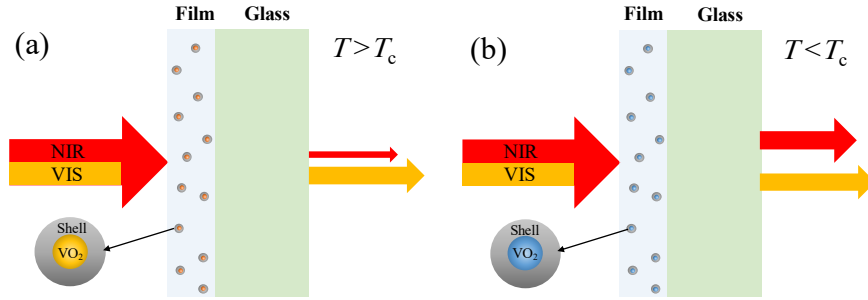 Film Glass
(a)
T > Tc
NIR
VIS
Shell
VO2
Film Glass
(b)
T < Tc
NIR
VIS
Shell
VO2